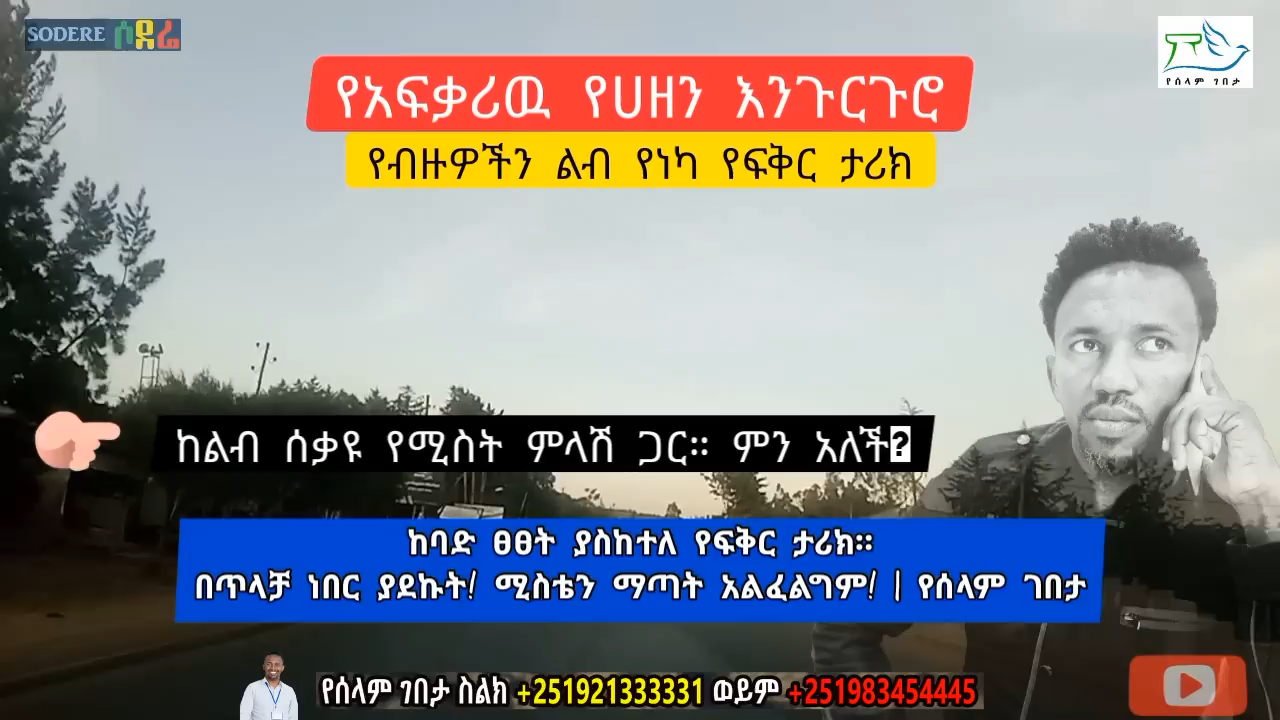 SODERE ሶደሬ
የሰላም ገበታ
የአፍቃሪዉ የሀዘን እንጉርጉሮ
የብዙዎችን ልብ የነካ የፍቅር ታሪክ
ከልብ ሰቃዩ የሚስት ምላሽ ጋር። ምን አለች
ከባድ ፀፀት ያስከተለ የፍቅር ታሪክ።
በጥላቻ ነበር ያደኩት! ሚስቴን ማጣት አልፈልግም! | የሰላም ገበታ
የሰላም ገበታ ስልክ +251921333331 ወይም +251983454445